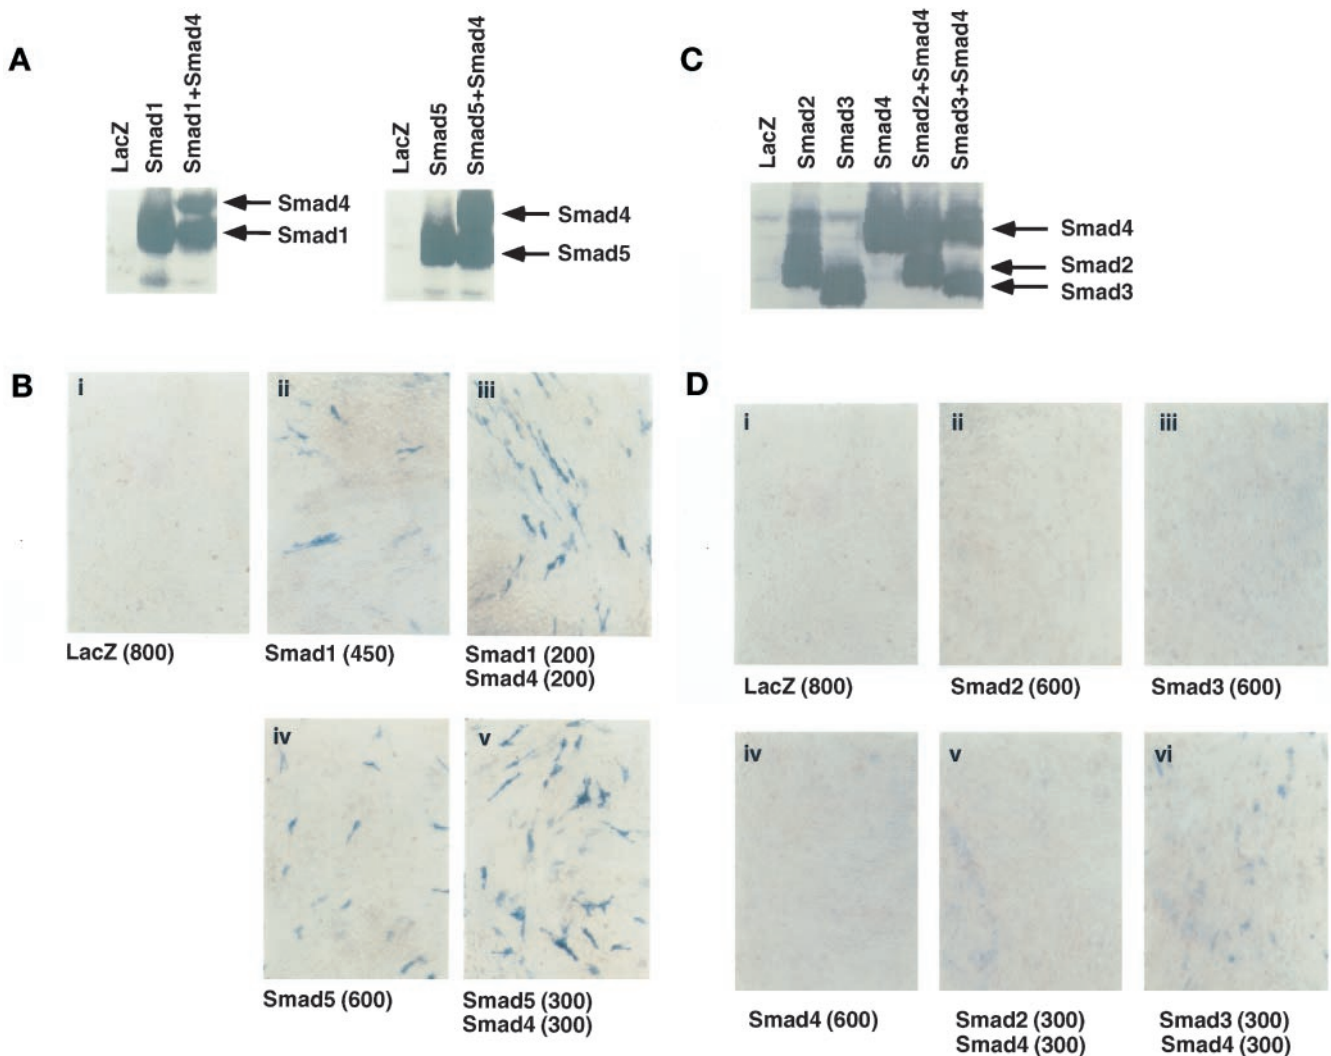 A
LacZ
Smad1
Smad1+Smad4
Smad4
Smad1
LacZ
Smad5
Smad5+Smad4
Smad4
Smad5
C
LacZ
Smad2
Smad3
Smad4
Smad2+Smad4
Smad3+Smad4
Smad4
Smad2
Smad3
B
i
ii
iii
LacZ (800)
Smad1 (450)
Smad1 (200)
Smad4 (200)
iv
v
Smad5 (600)
Smad5 (300)
Smad4 (300)
D
i
ii
iii
LacZ (800)
Smad2 (600)
Smad3 (600)
iv
v
vi
Smad4 (600)
Smad2 (300)
Smad4 (300)
Smad3 (300)
Smad4 (300)